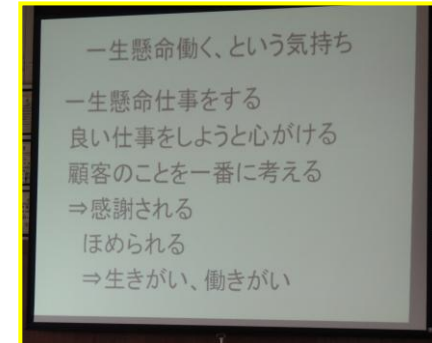 一生懸命働く、という気持ち
一生懸命仕事をする
良い仕事をしようと心がける
顧客のことを一番に考える
⇒感謝される
ほめられる
⇒生きがい、働きがい